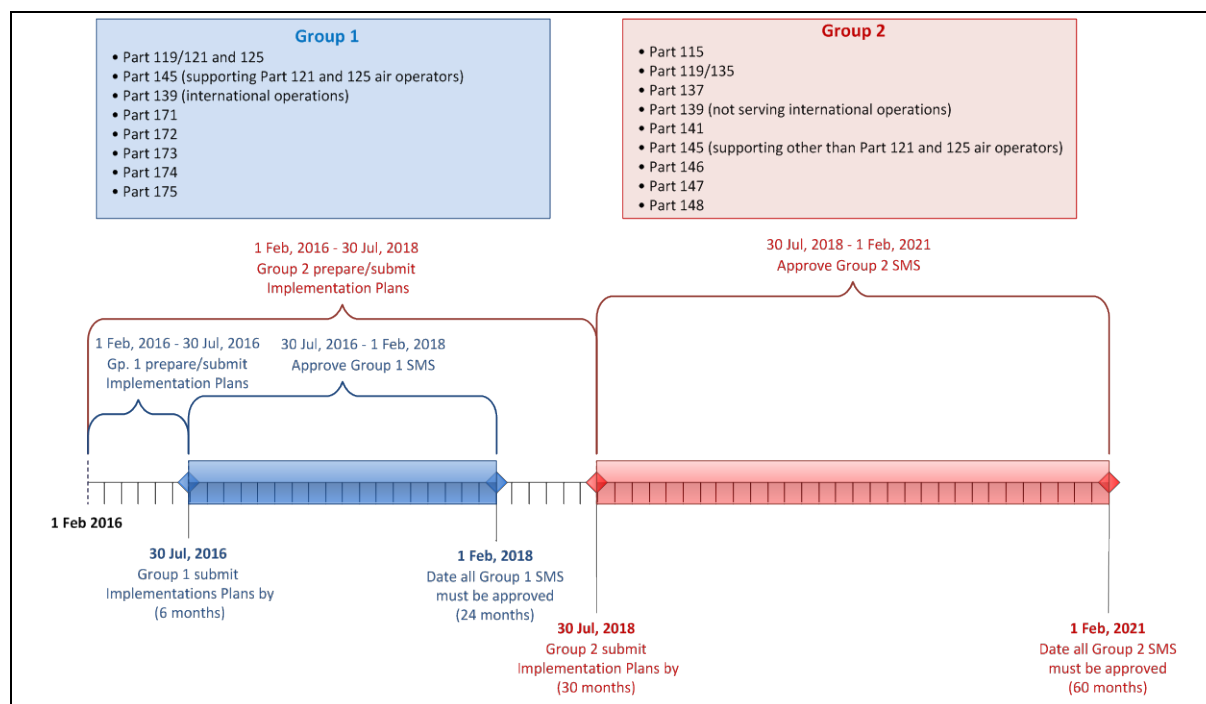 Group 1
• Part 119/121 and 125
• Part 145 (supporting Part 121 and 125 air operators)
• Part 139 (international operations)
• Part 171
• Part 172
• Part 173
• Part 174
• Part 175
Group 2
• Part 115
• Part 119/135
• Part 137
• Part 139 (not serving international operations)
• Part 141
• Part 145 (supporting other than Part 121 and 125 air operators)
• Part 146
• Part 147
• Part 148
1 Feb, 2016 - 30 Jul, 2018
Group 2 prepare/submit
Implementation Plans
30 Jul, 2018 - 1 Feb, 2021
Approve Group 2 SMS
1 Feb, 2016 - 30 Jul, 2016
Gp. 1 prepare/submit
Implementation Plans
30 Jul, 2016 - 1 Feb, 2018
Approve Group 1 SMS
1 Feb 2016
30 Jul, 2016
Group 1 submit
Implementations Plans by
(6 months)
1 Feb, 2018
Date all Group 1 SMS
must be approved
(24 months)
30 Jul, 2018
Group 2 submit
Implementation Plans by
(30 months)
1 Feb, 2021
Date all Group 2 SMS
must be approved
(60 months)